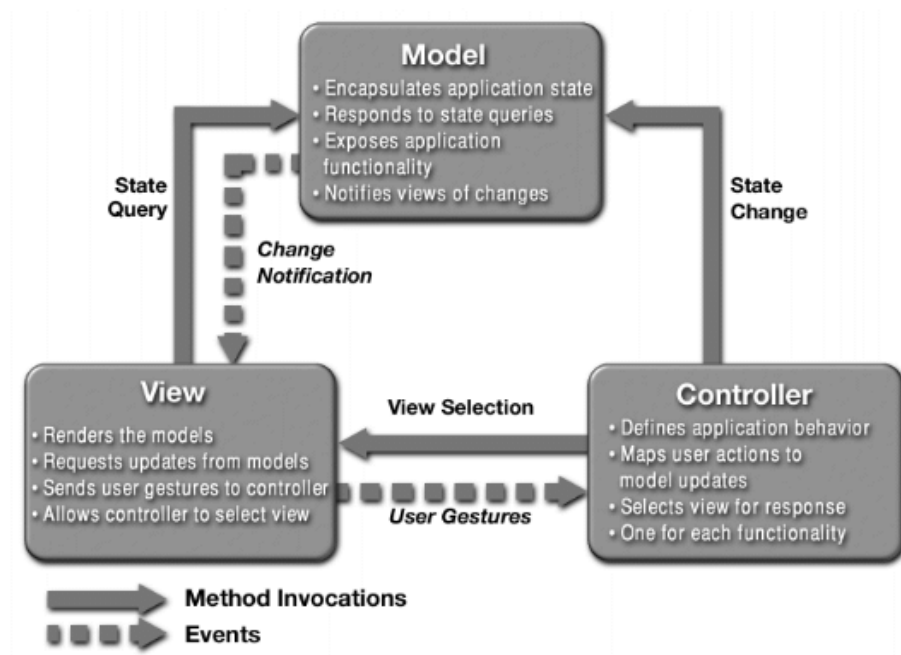 Model
• Encapsulates application state
• Responds to state queries
• Exposes application
functionality
• Notifies views of changes
State
Query
Change
Notification
State
Change
View
• Renders the models
• Requests updates from models
• Sends user gestures to controller
• Allows controller to select view
View Selection
User Gestures
Controller
• Defines application behavior
• Maps user actions to
model updates
• Selects view for response
• One for each functionality
Method Invocations
Events